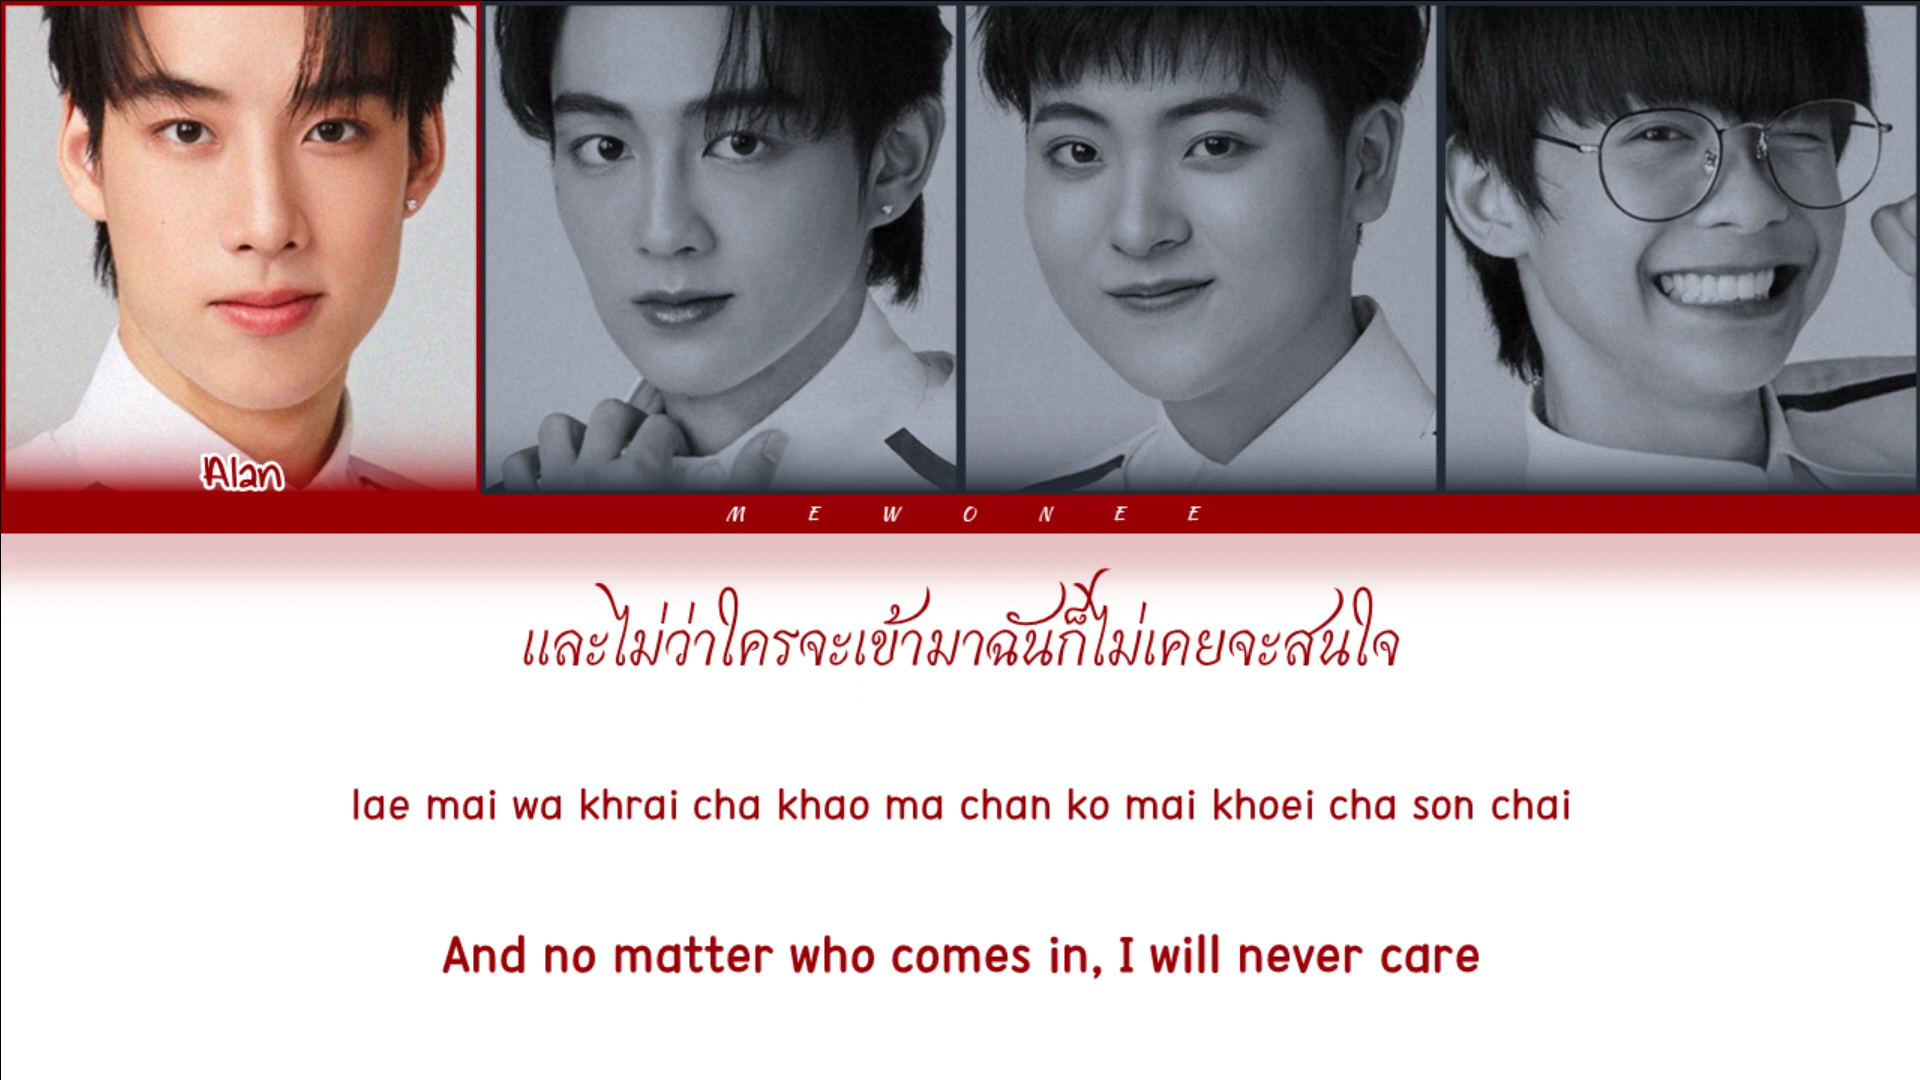 Alan
MEWONEE
และไม่ว่าใครจะเข้ามาฉันก็ไม่เคยจะสนใจ
lae mai wa khrai cha khao ma chan ko mai khoei cha son chai
And no matter who comes in, I will never care